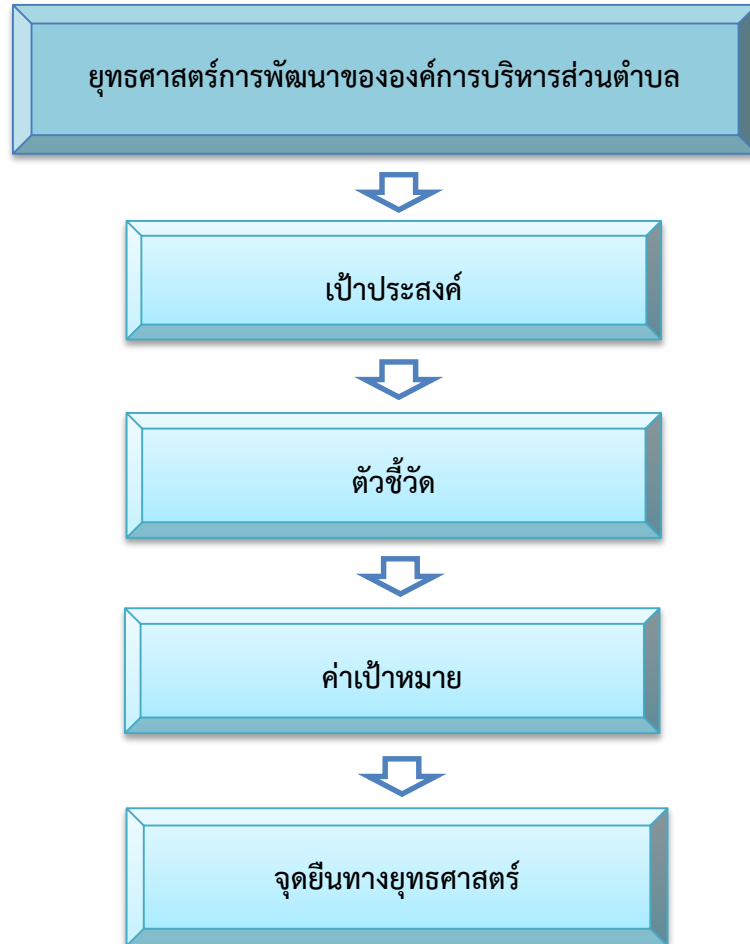 ยุทธศาสตร์การพัฒนาขององค์การบริหารส่วนตำบล
เป้าประสงค์
ตัวชี้วัด
ค่าเป้าหมาย
จุดยืนทางยุทธศาสตร์